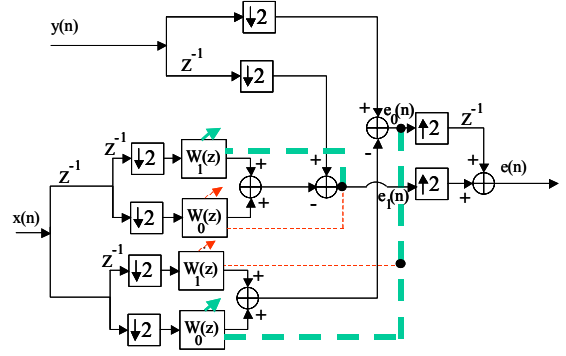 y(n)
↓2
Z⁻¹
↓2
+
e₀(n)
↑2
Z⁻¹
-
Z⁻¹
↓2
W₁(z)
+
+
+
e(n)
Z⁻¹
+
-
e₁(n)
↑2
+
↓2
W₀(z)
x(n)
Z⁻¹
↓2
W₁(z)
+
↓2
W₀(z)
+